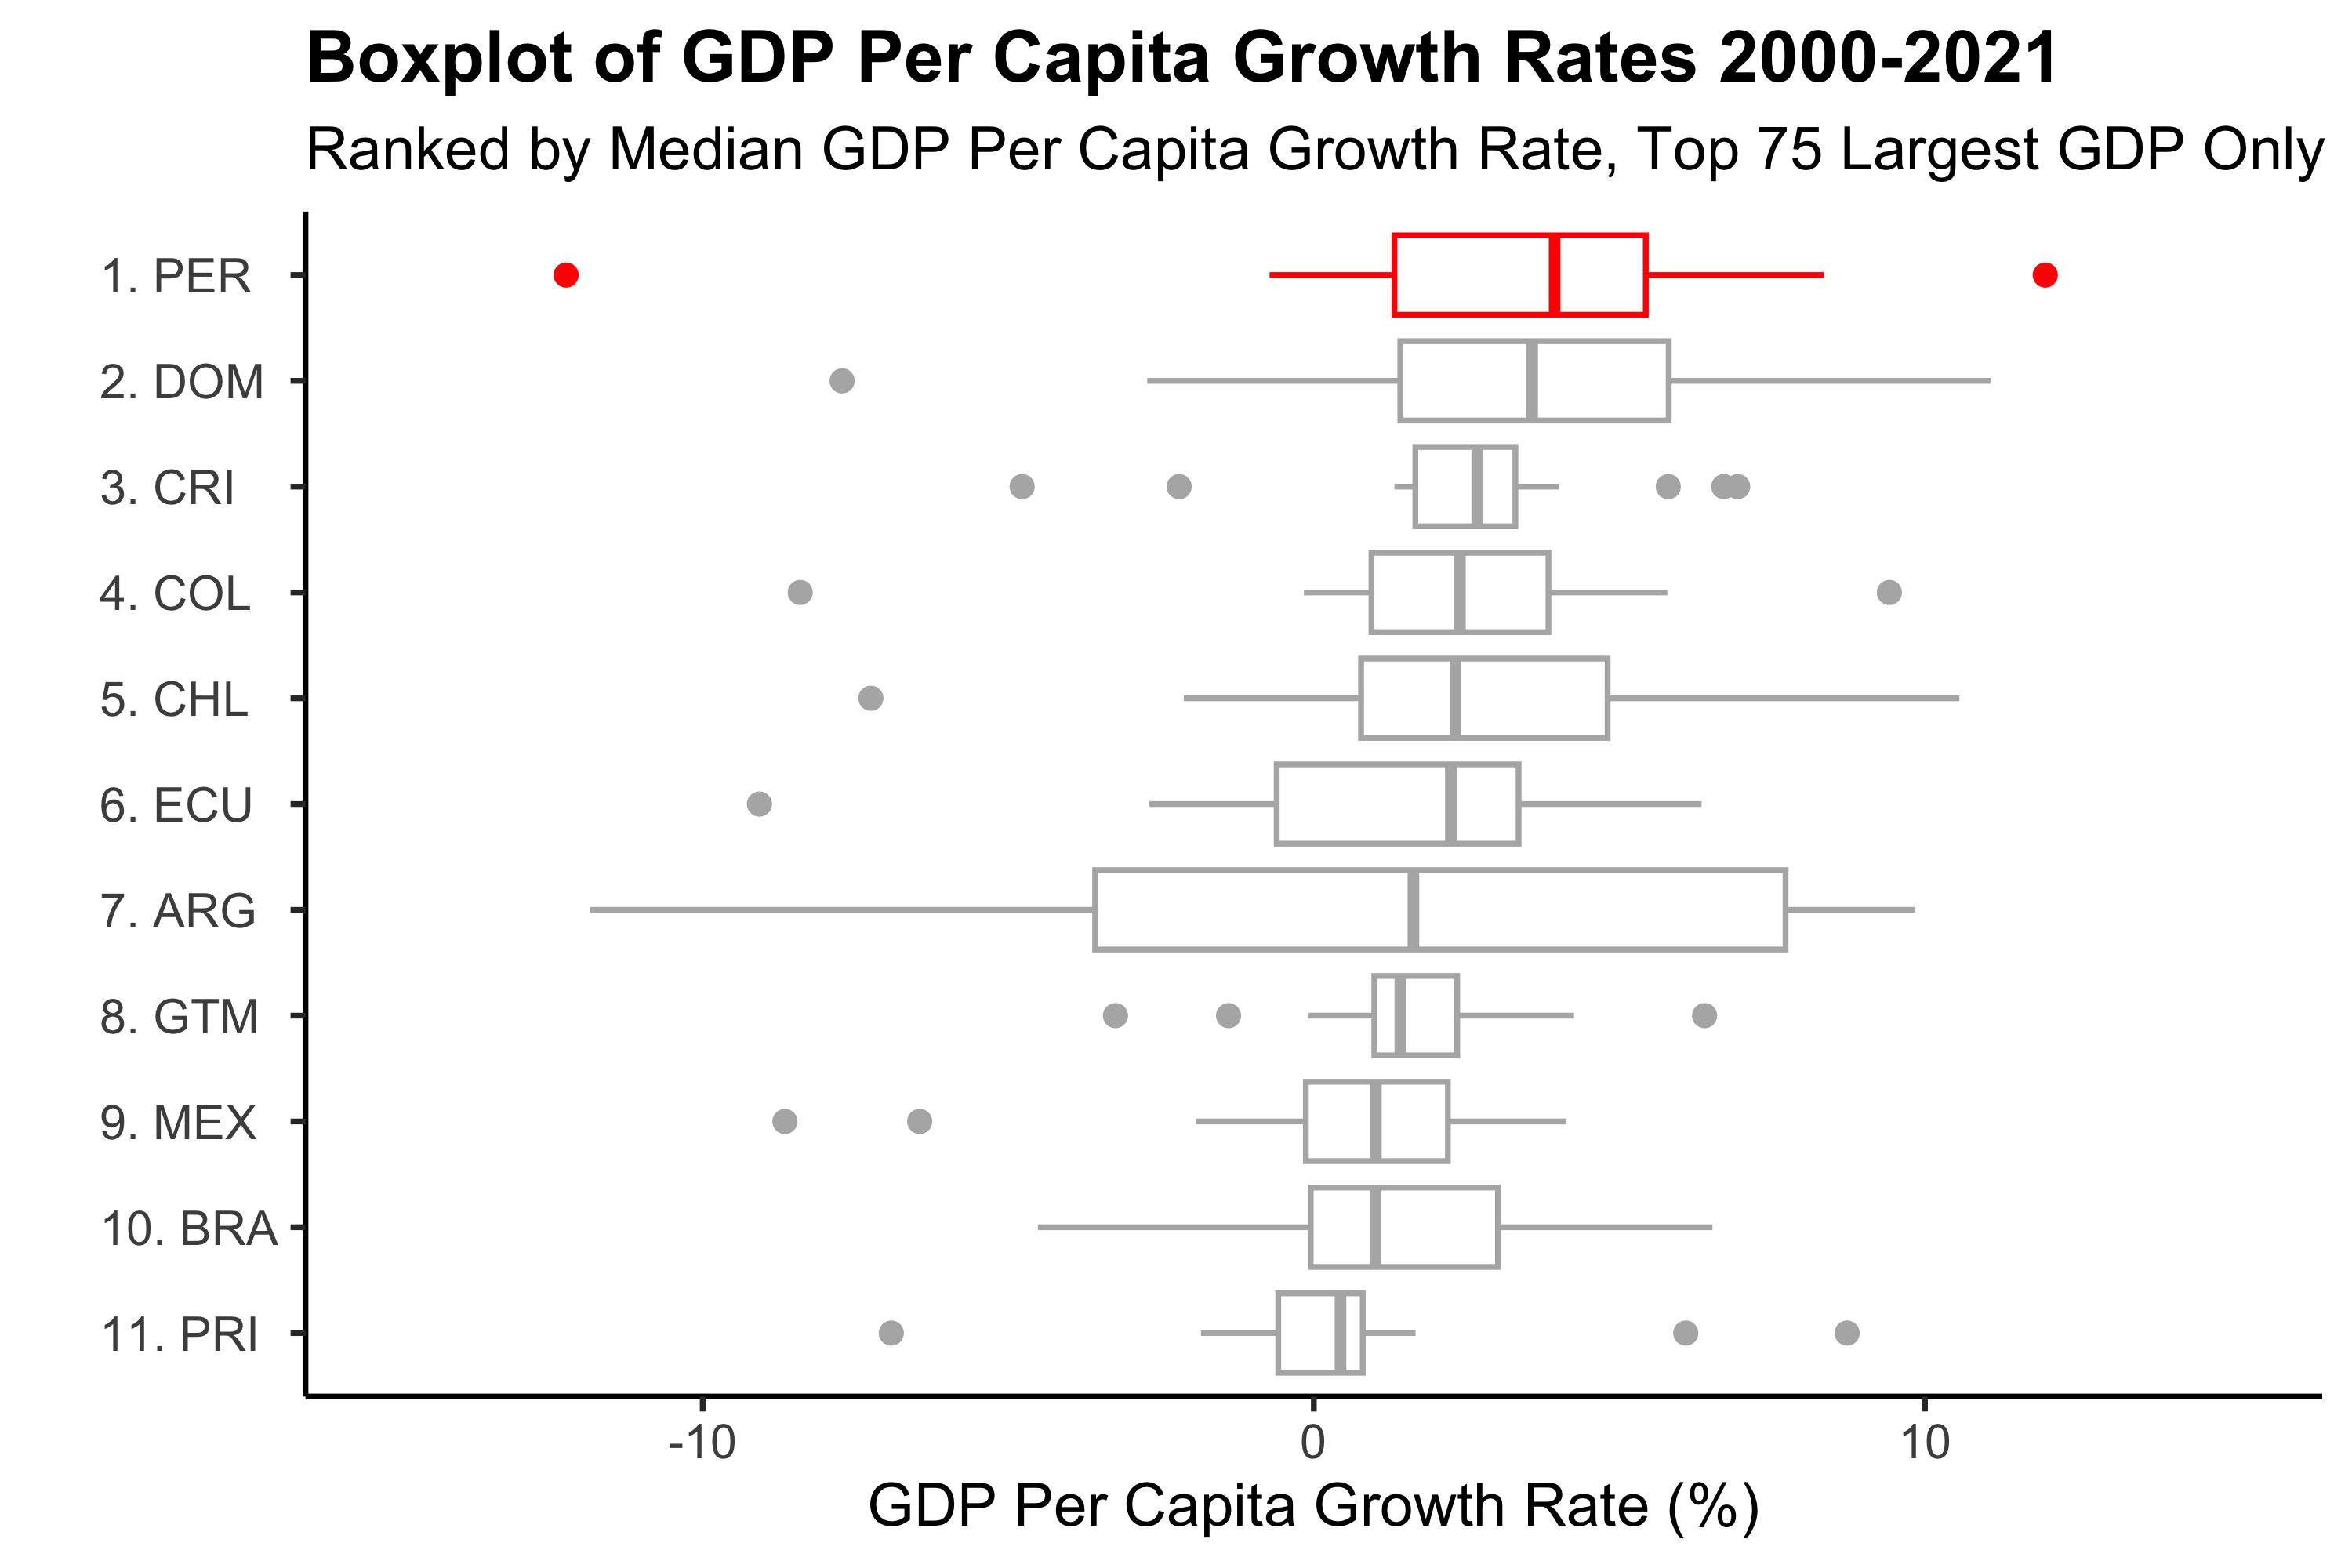 Boxplot of GDP Per Capita Growth Rates 2000-2021
Ranked by Median GDP Per Capita Growth Rate, Top 75 Largest GDP Only
1. PER
2. DOM
3. CRI
4. COL
5. CHL
6. ECU
7. ARG
8. GTM
9. MEX
10. BRA
11. PRI
-10 0 10
GDP Per Capita Growth Rate (%)